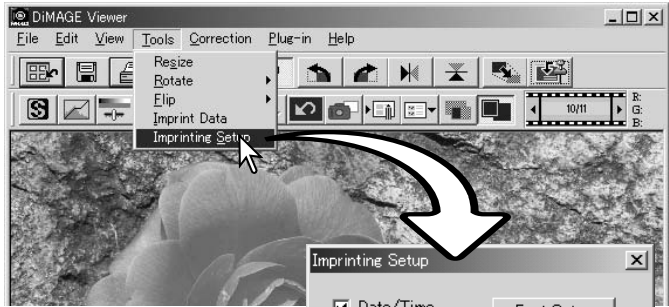 DiMAGE Viewer
File Edit View Tools Correction Plug-in Help
Resize
Rotate
Flip
Imprint Data
Imprinting Setup
10/11
R:
G:
B:
Imprinting Setup
Date/Time